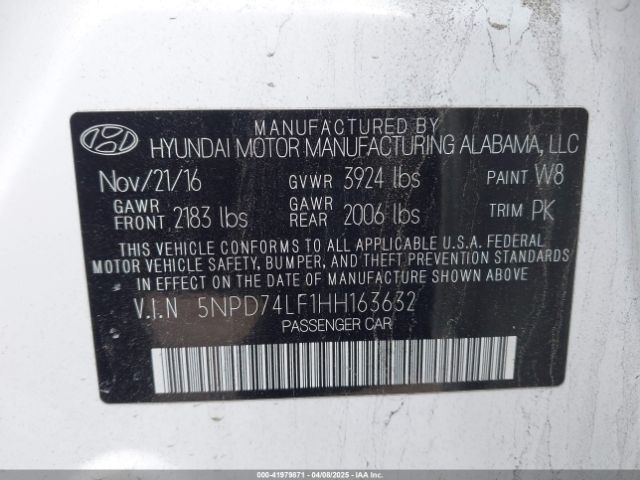 MANUFACTURED BY
HYUNDAI MOTOR MANUFACTURING ALABAMA, LLC
Nov/21/16 GVWR 3924 lbs PAINT W8
GAWR FRONT 2183 lbs GAWR REAR 2006 lbs TRIM PK
THIS VEHICLE CONFORMS TO ALL APPLICABLE U.S.A. FEDERAL
MOTOR VEHICLE SAFETY, BUMPER, AND THEFT PREVENTION STANDARDS
IN EFFECT ON THE DATE OF MANUFACTURE SHOWN ABOVE.
V.I.N 5NPD74LF1HH163632
PASSENGER CAR
000-41979871 04/08/2025 - IAA Inc.